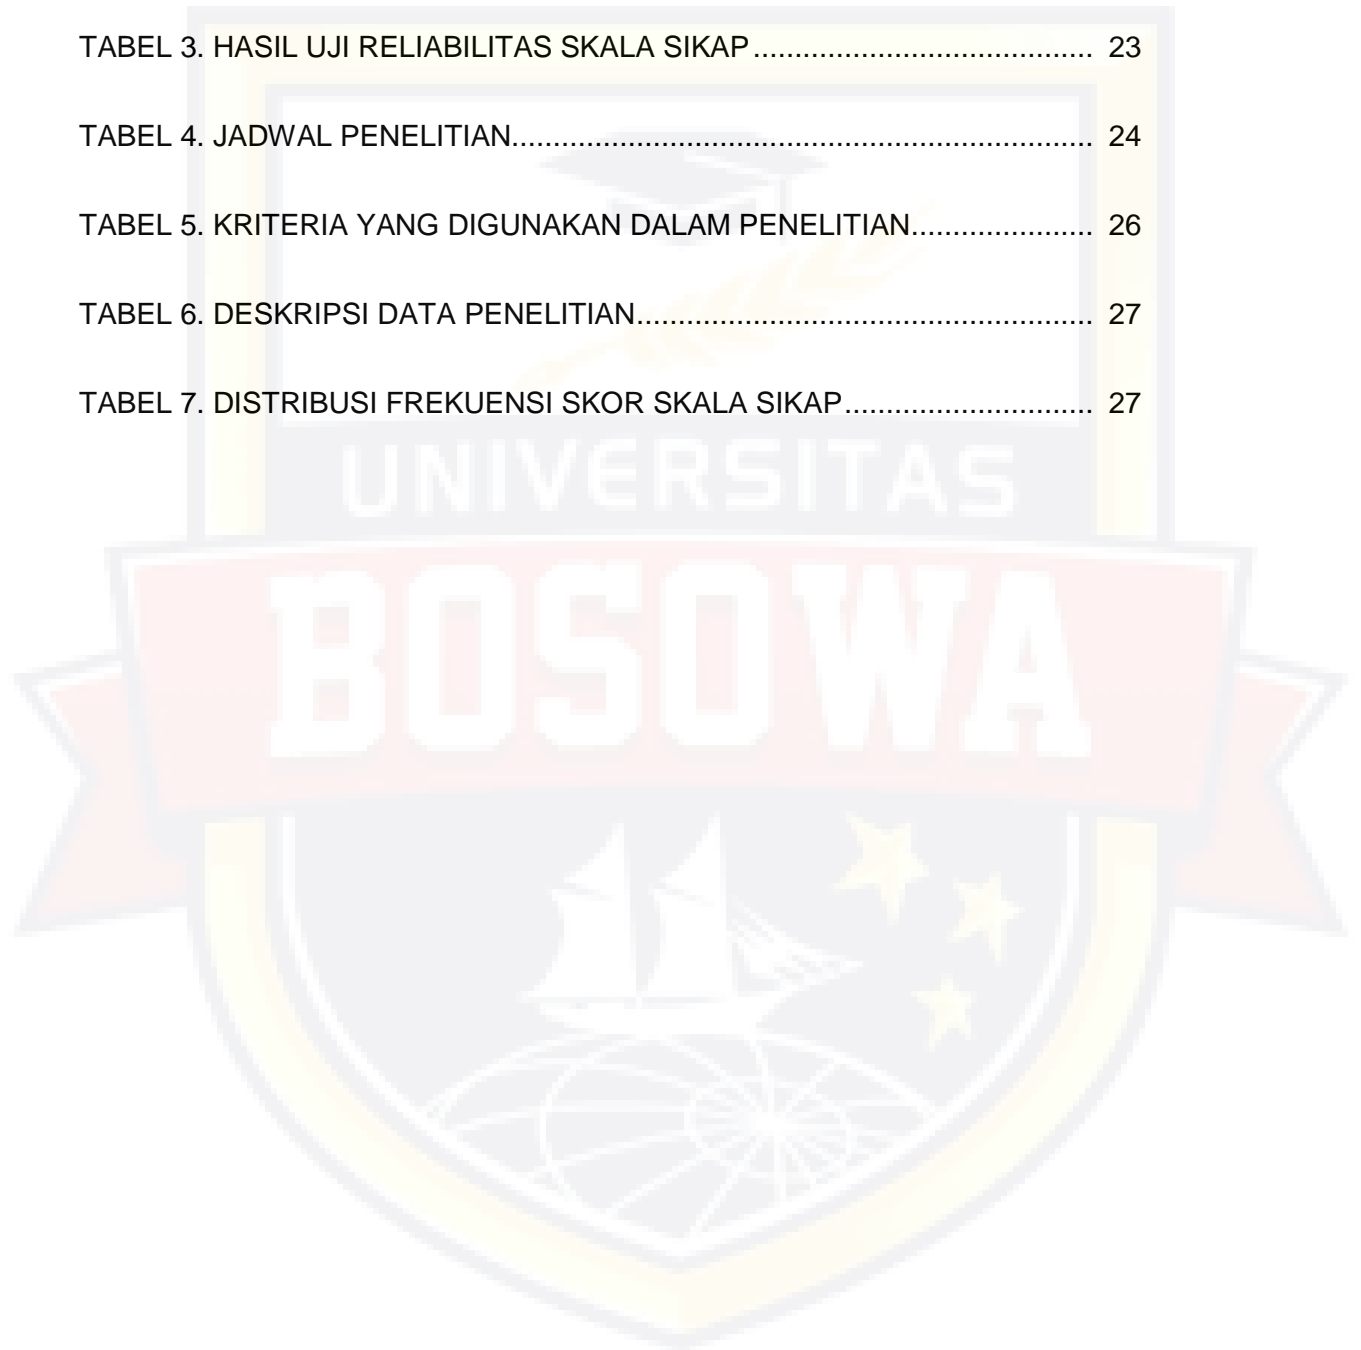 TABEL 3. HASIL UJI RELIABILITAS SKALA SIKAP......................................... 23
TABEL 4. JADWAL PENELITIAN...................................................................... 24
TABEL 5. KRITERIA YANG DIGUNAKAN DALAM PENELITIAN...................... 26
TABEL 6. DESKRIPSI DATA PENELITIAN....................................................... 27
TABEL 7. DISTRIBUSI FREKUENSI SKOR SKALA SIKAP.............................. 27
UNIVERSITAS
BOSOWA